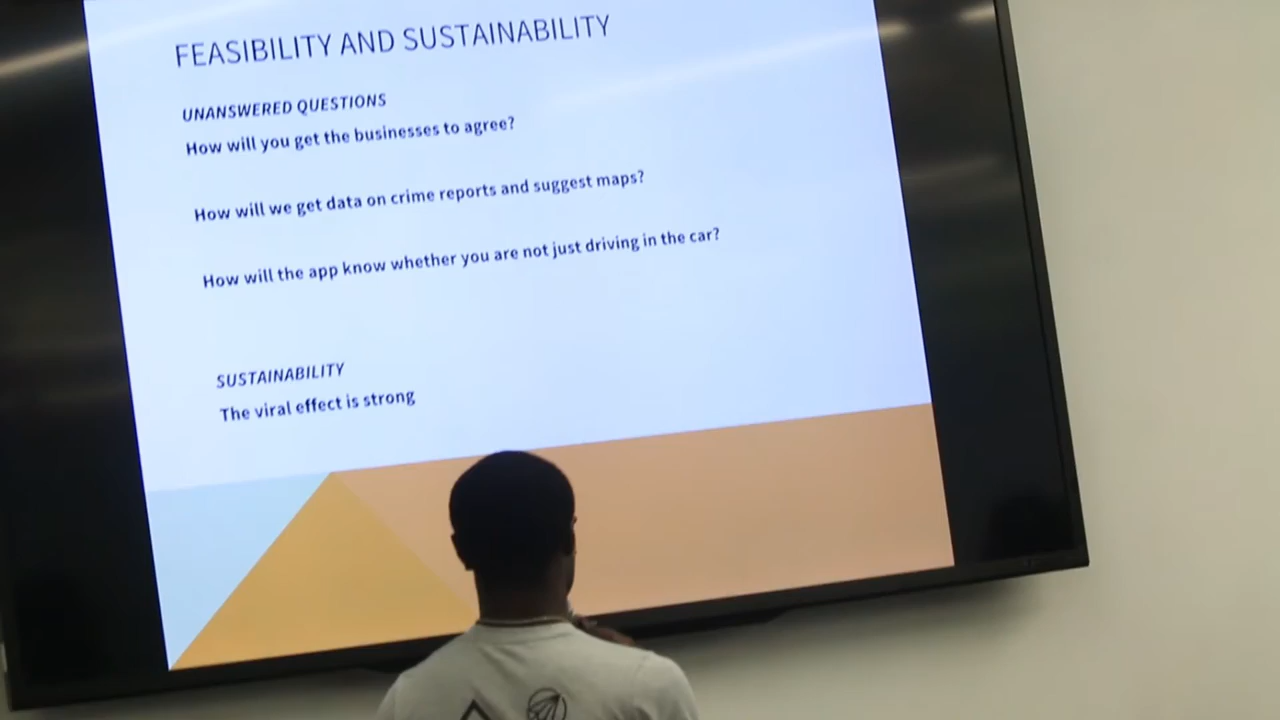 FEASIBILITY AND SUSTAINABILITY
UNANSWERED QUESTIONS
How will you get the businesses to agree?
How will we get data on crime reports and suggest maps?
How will the app know whether you are not just driving in the car?
SUSTAINABILITY
The viral effect is strong